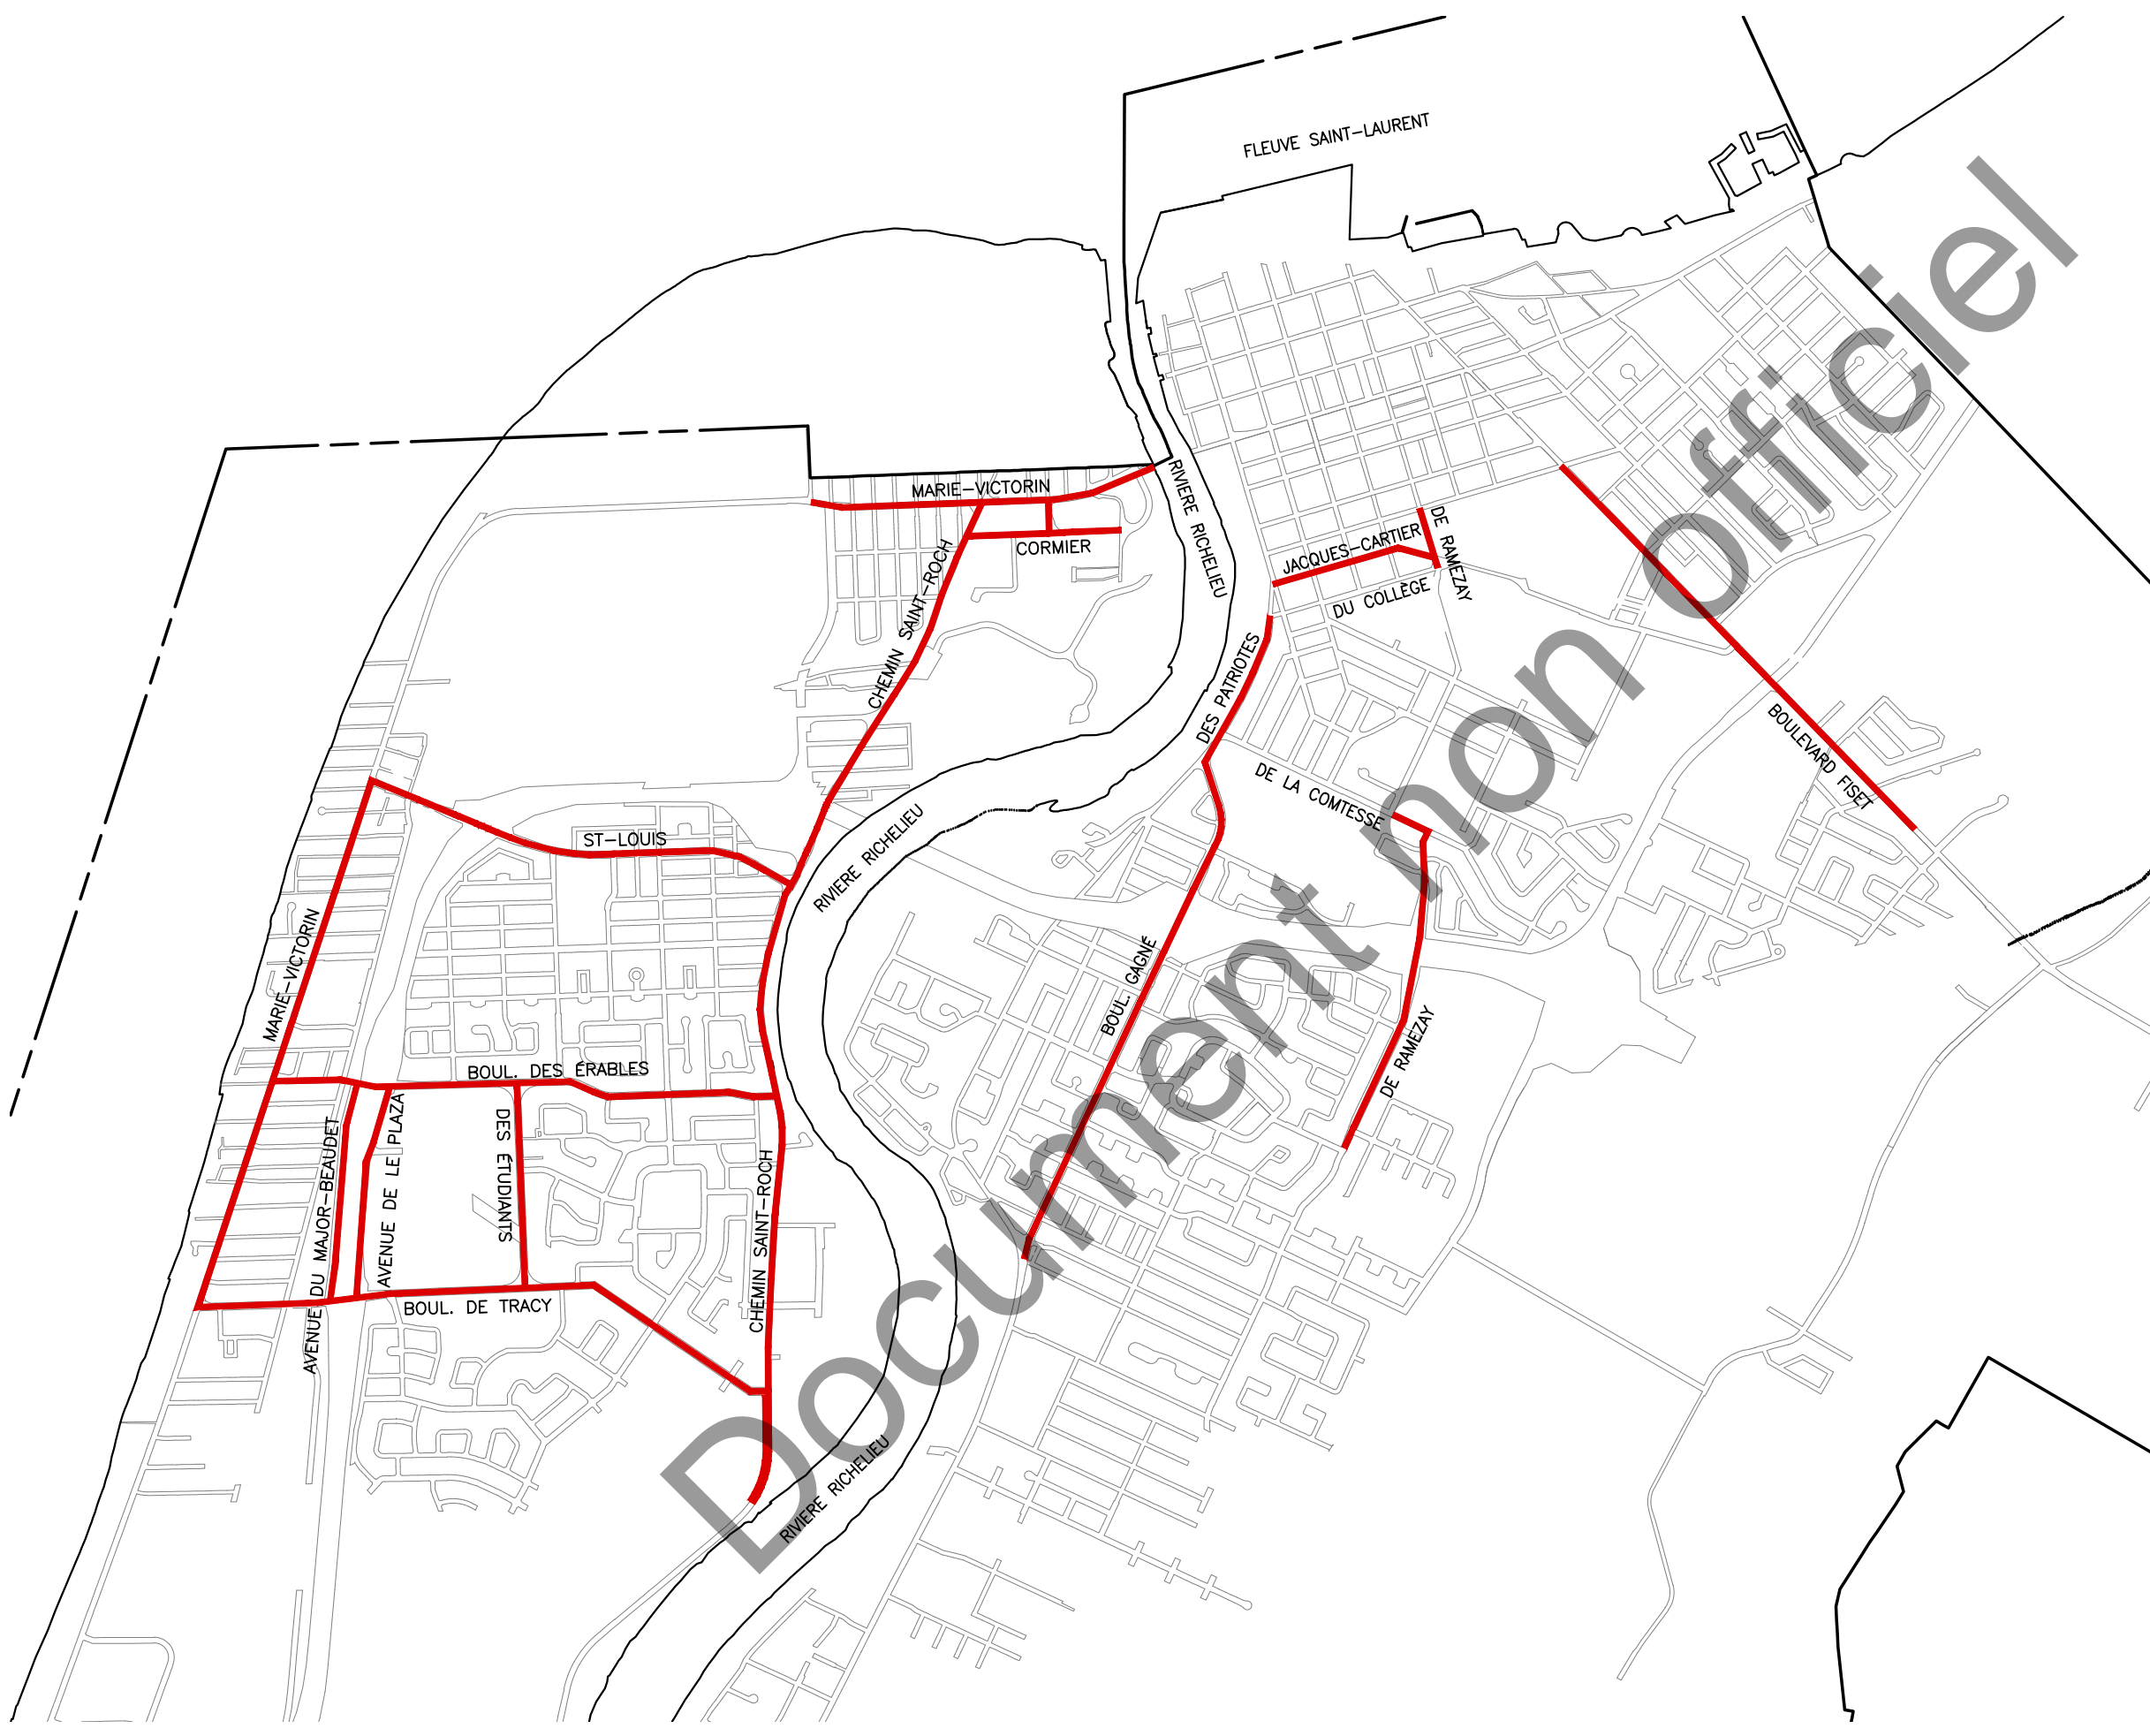 FLEUVE SAINT-LAURENT
MARIE-VICTORIN
CORMIER
CHEMIN SAINT-ROCH
RIVIERE RICHELIEU
JACQUES-CARTIER
DE RAMEZAY
DU COLLÈGE
DES PATRIOTES
BOULEVARD FISET
DE LA COMTESSE
ST-LOUIS
RIVIERE RICHELIEU
MARIE-VICTORIN
BOUL. GAGNÉ
DE RAMEZAY
BOUL. DES ÉRABLES
AVENUE DU MAJOR-BEAUDET
AVENUE DE LE PLAZA
DES ÉTUDIANTS
CHEMIN SAINT-ROCH
BOUL. DE TRACY
RIVIERE RICHELIEU
Document non officiel